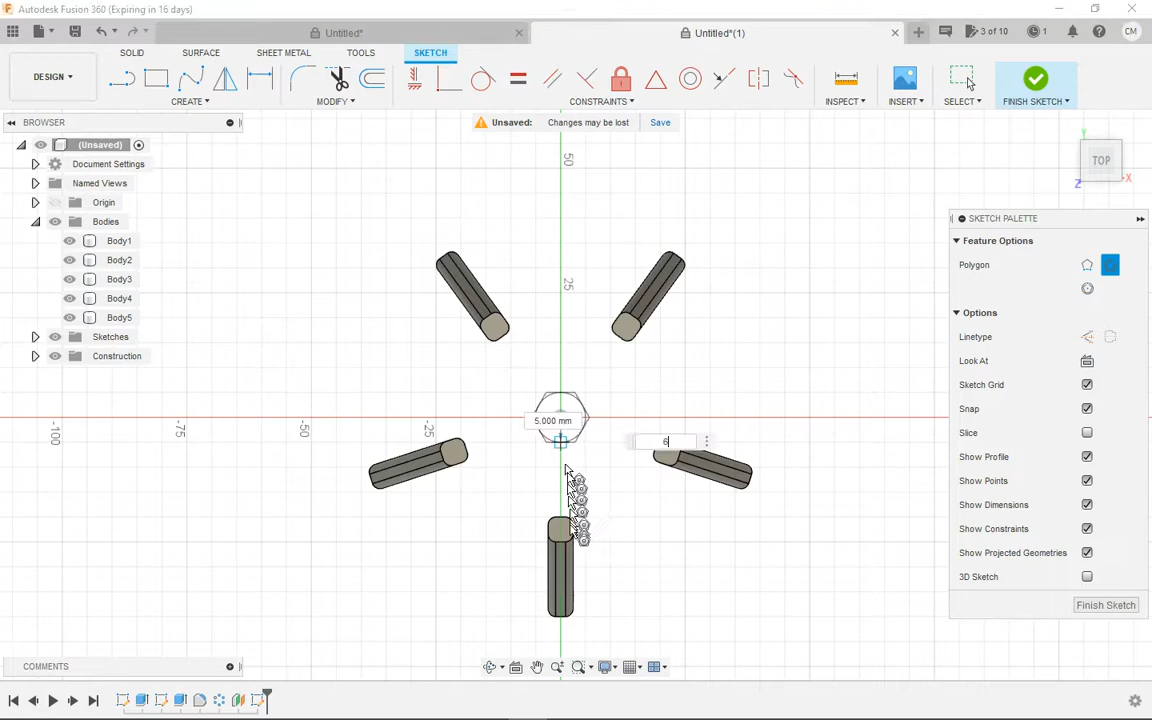 Autodesk Fusion 360 (Expiring in 16 days)
Untitled*
Untitled*(1)
3 of 10
1
CM
SOLID
SURFACE
SHEET METAL
TOOLS
SKETCH
DESIGN
CREATE
MODIFY
CONSTRAINTS
INSPECT
INSERT
SELECT
FINISH SKETCH
BROWSER
Unsaved:
Changes may be lost
Save
(Unsaved)
Document Settings
Named Views
Origin
Bodies
Body1
Body2
Body3
Body4
Body5
Sketches
Construction
50
25
-100
-75
-50
-25
5.000 mm
6
Y
TOP
X
Z
SKETCH PALETTE
Feature Options
Polygon
Options
Linetype
Look At
Sketch Grid
Snap
Slice
Show Profile
Show Points
Show Dimensions
Show Constraints
Show Projected Geometries
3D Sketch
Finish Sketch
COMMENTS